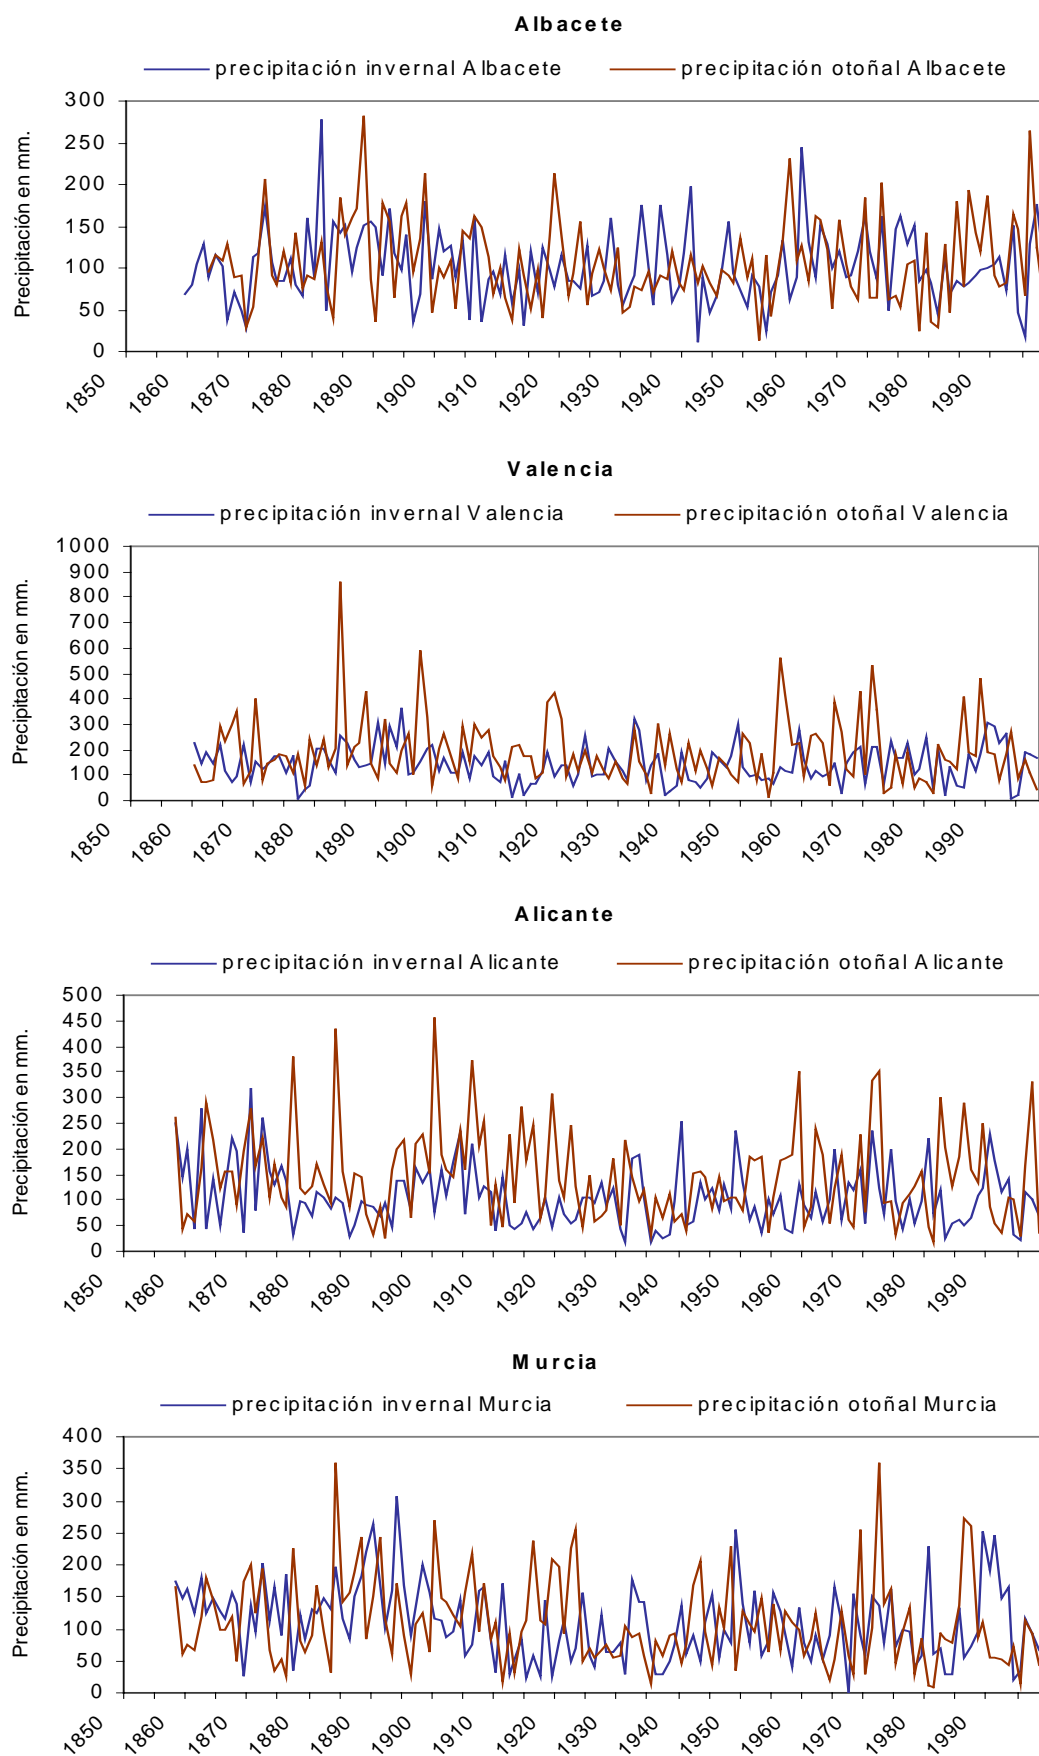 Albacete
precipitación invernal Albacete precipitación otoñal Albacete
Precipitación en mm.
300
250
200
150
100
50
0
1850 1860 1870 1880 1890 1900 1910 1920 1930 1940 1950 1960 1970 1980 1990
Valencia
precipitación invernal Valencia precipitación otoñal Valencia
Precipitación en mm.
1000
900
800
700
600
500
400
300
200
100
0
1850 1860 1870 1880 1890 1900 1910 1920 1930 1940 1950 1960 1970 1980 1990
Alicante
precipitación invernal Alicante precipitación otoñal Alicante
Precipitación en mm.
500
450
400
350
300
250
200
150
100
50
0
1850 1860 1870 1880 1890 1900 1910 1920 1930 1940 1950 1960 1970 1980 1990
Murcia
precipitación invernal Murcia precipitación otoñal Murcia
Precipitación en mm.
400
350
300
250
200
150
100
50
0
1850 1860 1870 1880 1890 1900 1910 1920 1930 1940 1950 1960 1970 1980 1990